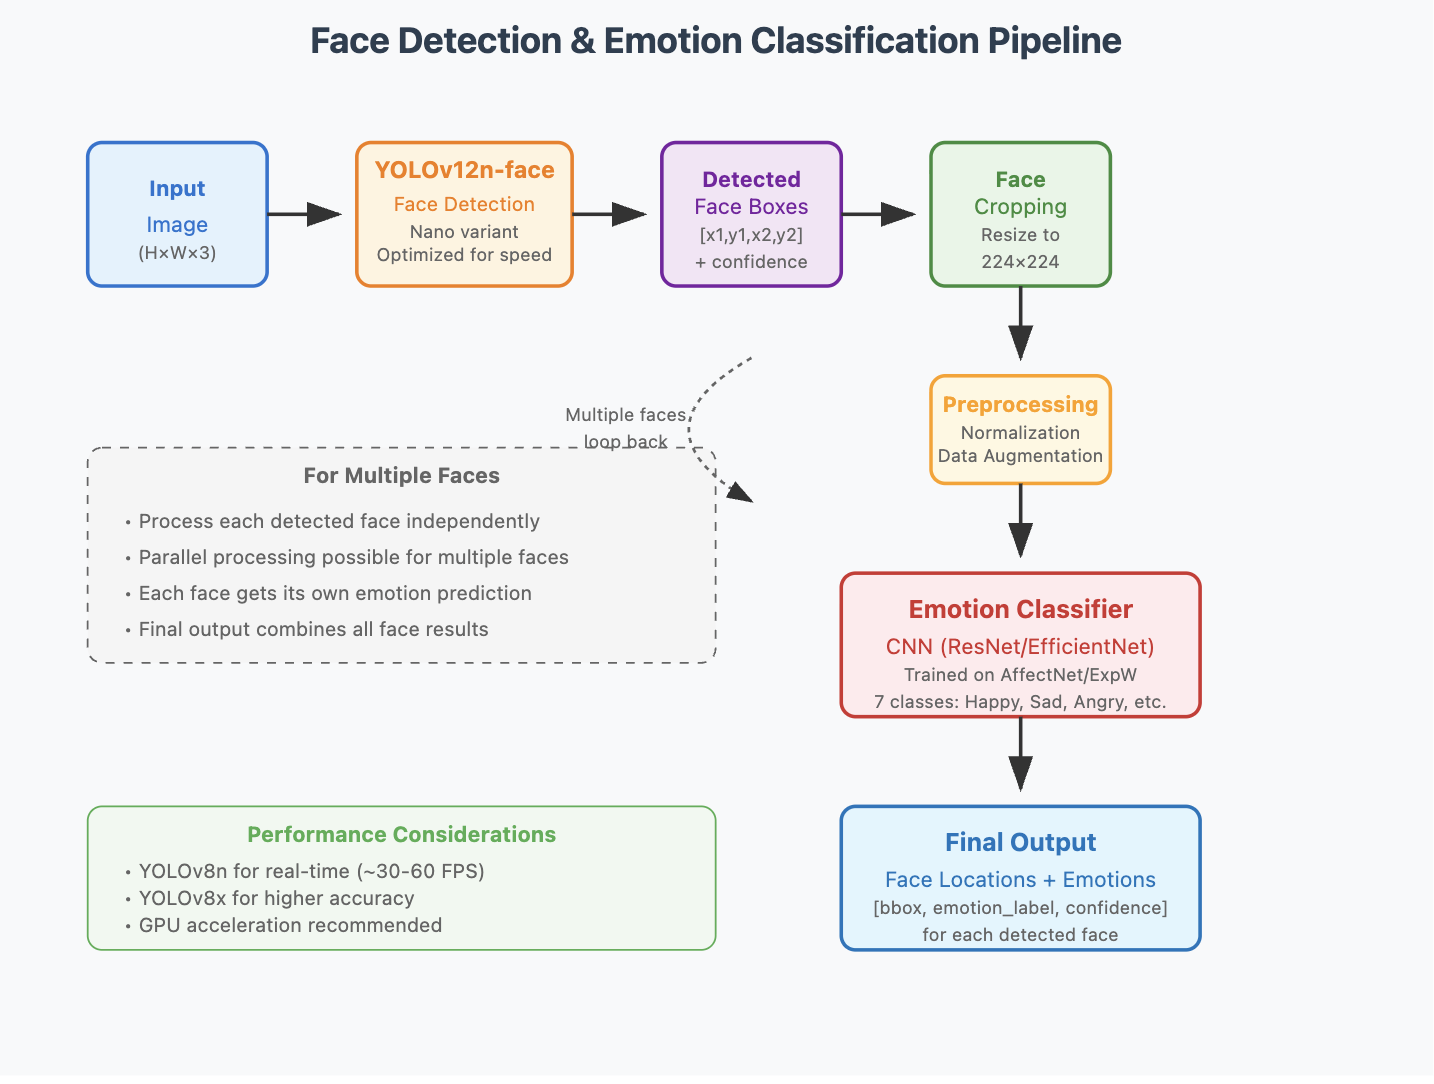 Face Detection & Emotion Classification Pipeline
Input
Image
(H×W×3)
YOLOv12n-face
Face Detection
Nano variant
Optimized for speed
Detected
Face Boxes
[x1,y1,x2,y2]
+ confidence
Face
Cropping
Resize to
224×224
Preprocessing
Normalization
Data Augmentation
Multiple faces
loop back
For Multiple Faces
• Process each detected face independently
• Parallel processing possible for multiple faces
• Each face gets its own emotion prediction
• Final output combines all face results
Emotion Classifier
CNN (ResNet/EfficientNet)
Trained on AffectNet/ExpW
7 classes: Happy, Sad, Angry, etc.
Performance Considerations
• YOLOv8n for real-time (~30-60 FPS)
• YOLOv8x for higher accuracy
• GPU acceleration recommended
Final Output
Face Locations + Emotions
[bbox, emotion_label, confidence]
for each detected face